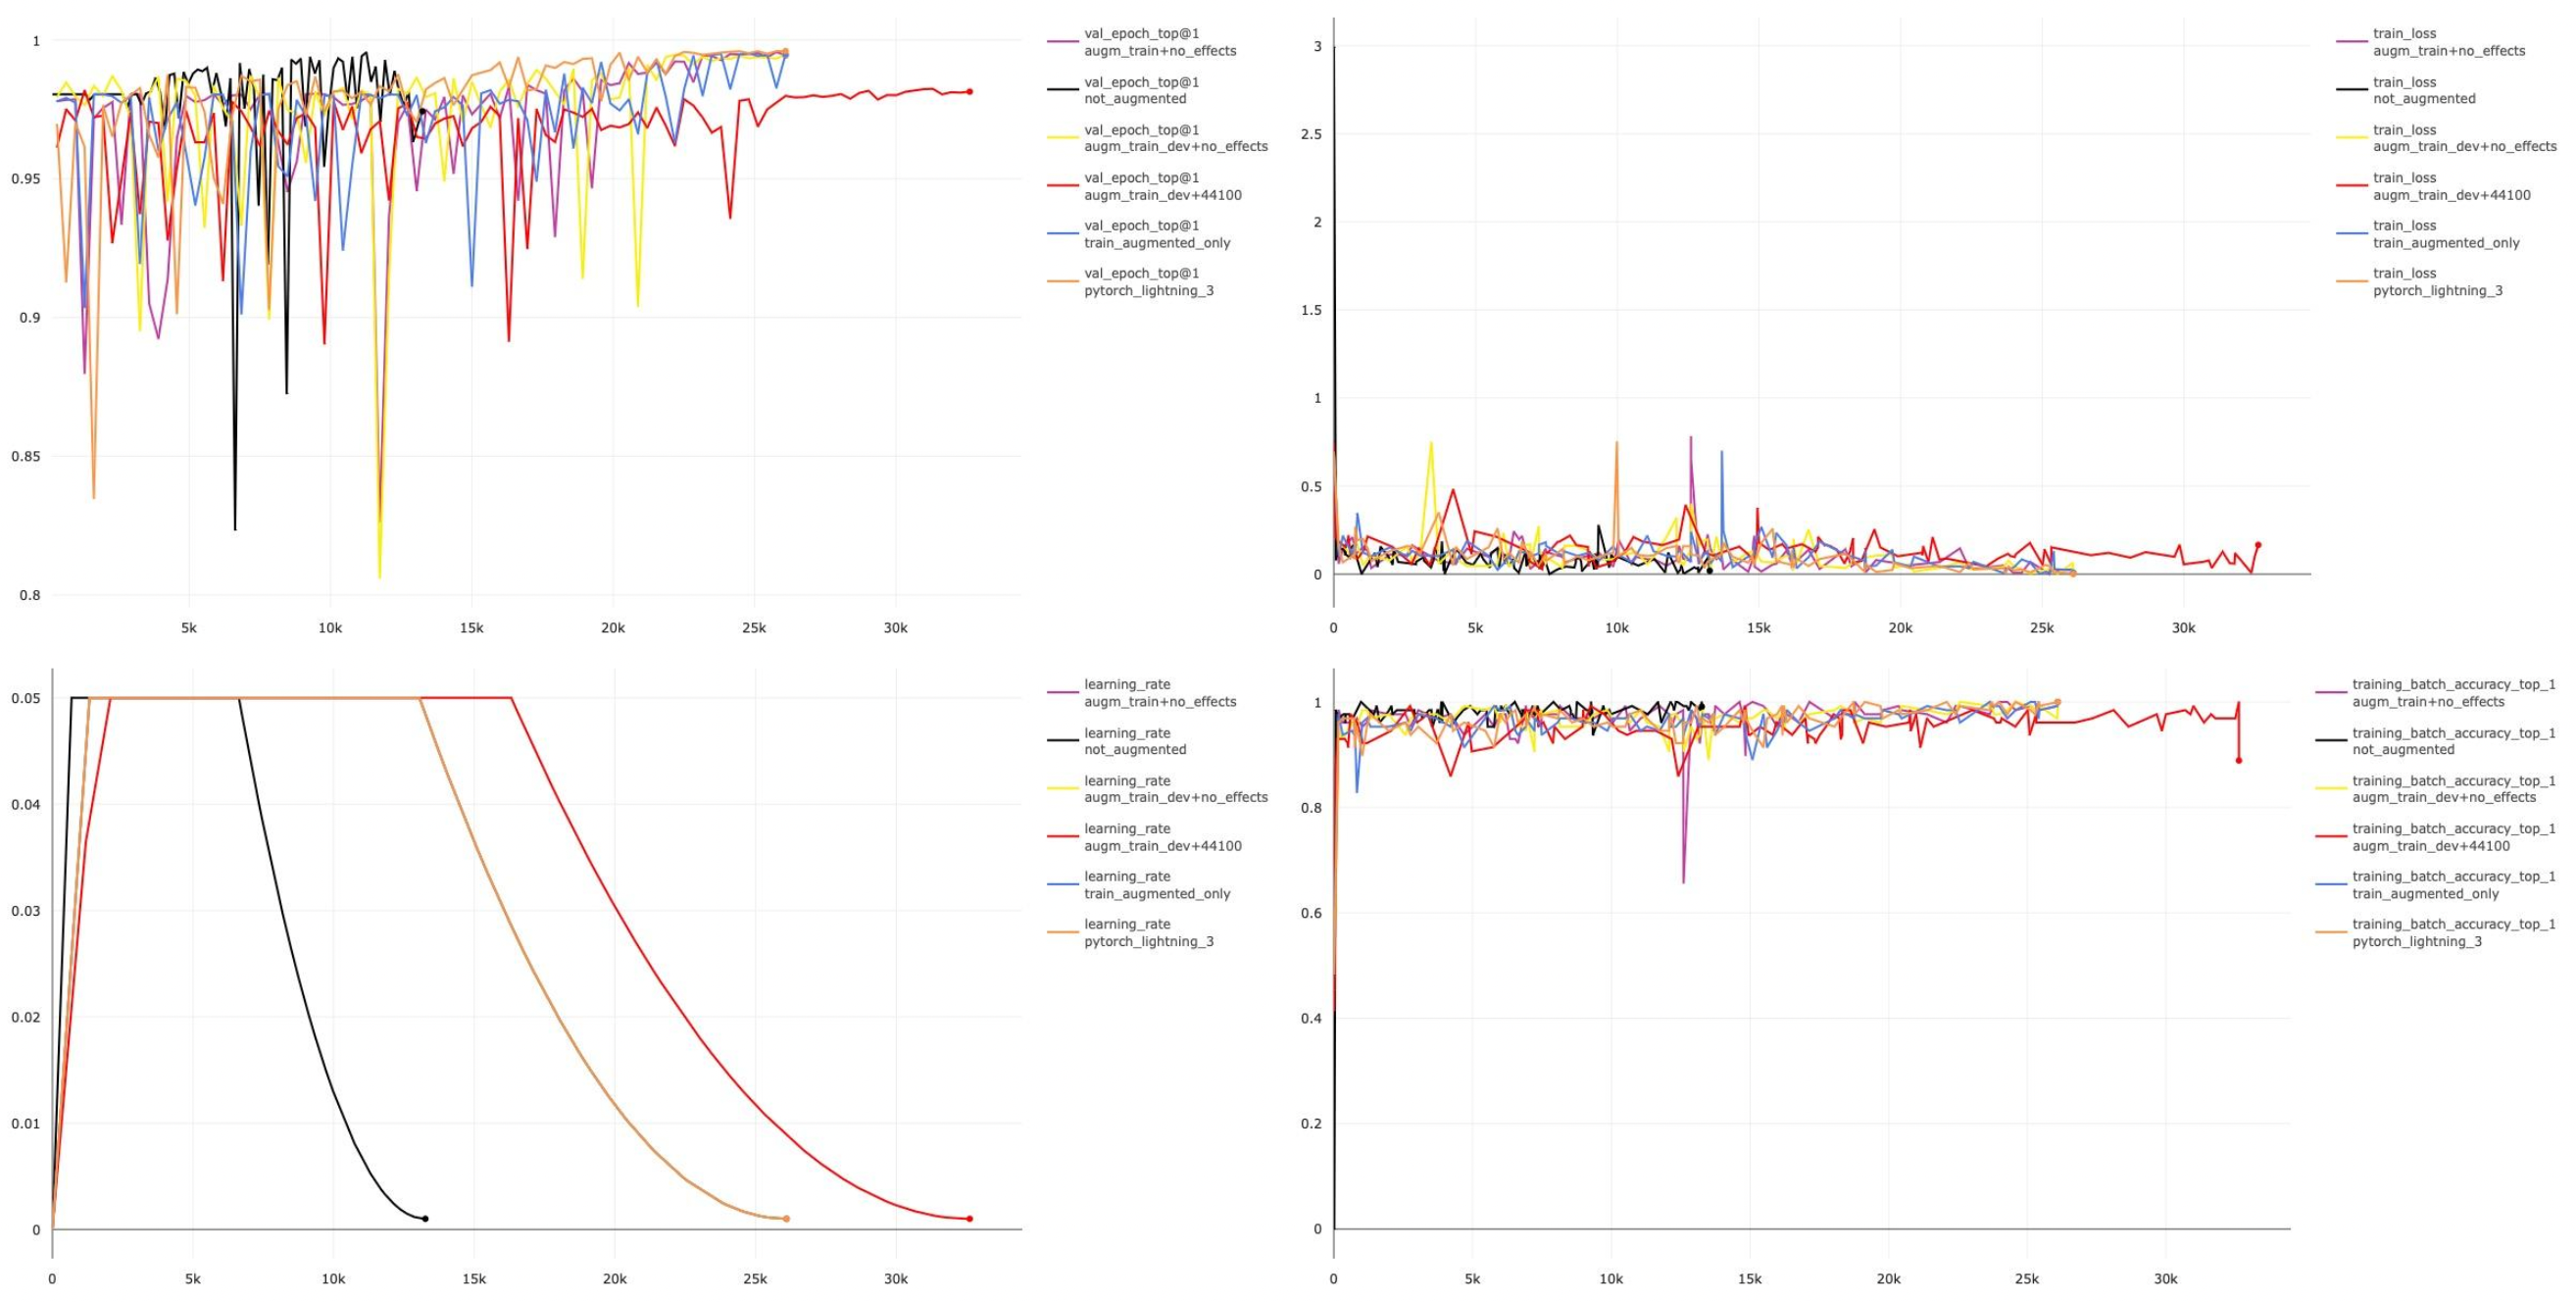 1
0.95
0.9
0.85
0.8
5k
10k
15k
20k
25k
30k
val_epoch_top@1
augm_train+no_effects
val_epoch_top@1
not_augmented
val_epoch_top@1
augm_train_dev+no_effects
val_epoch_top@1
augm_train_dev+44100
val_epoch_top@1
train_augmented_only
val_epoch_top@1
pytorch_lightning_3
3
2.5
2
1.5
1
0.5
0
0
5k
10k
15k
20k
25k
30k
train_loss
augm_train+no_effects
train_loss
not_augmented
train_loss
augm_train_dev+no_effects
train_loss
augm_train_dev+44100
train_loss
train_augmented_only
train_loss
pytorch_lightning_3
0.05
0.04
0.03
0.02
0.01
0
0
5k
10k
15k
20k
25k
30k
learning_rate
augm_train+no_effects
learning_rate
not_augmented
learning_rate
augm_train_dev+no_effects
learning_rate
augm_train_dev+44100
learning_rate
train_augmented_only
learning_rate
pytorch_lightning_3
1
0.8
0.6
0.4
0.2
0
0
5k
10k
15k
20k
25k
30k
training_batch_accuracy_top_1
augm_train+no_effects
training_batch_accuracy_top_1
not_augmented
training_batch_accuracy_top_1
augm_train_dev+no_effects
training_batch_accuracy_top_1
augm_train_dev+44100
training_batch_accuracy_top_1
train_augmented_only
training_batch_accuracy_top_1
pytorch_lightning_3